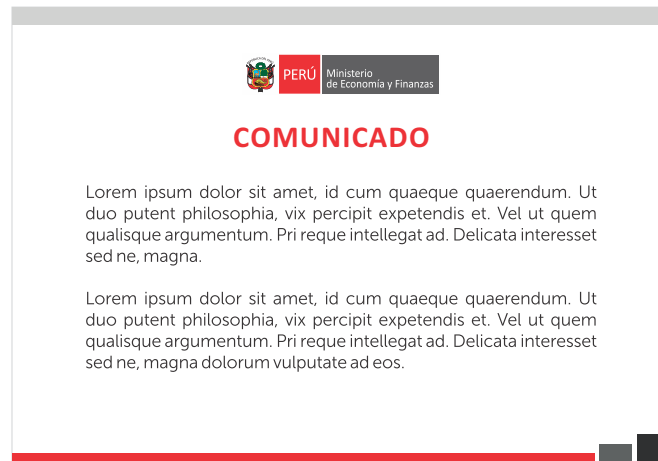 PERÚ
Ministerio
de Economía y Finanzas
COMUNICADO
Lorem ipsum dolor sit amet, id cum quaeque quaerendum. Ut
duo putent philosophia, vix percipit expetendis et. Vel ut quem
qualisque argumentum. Pri reque intellegat ad. Delicata interesset
sed ne, magna.
Lorem ipsum dolor sit amet, id cum quaeque quaerendum. Ut
duo putent philosophia, vix percipit expetendis et. Vel ut quem
qualisque argumentum. Pri reque intellegat ad. Delicata interesset
sed ne, magna dolorum vulputate ad eos.